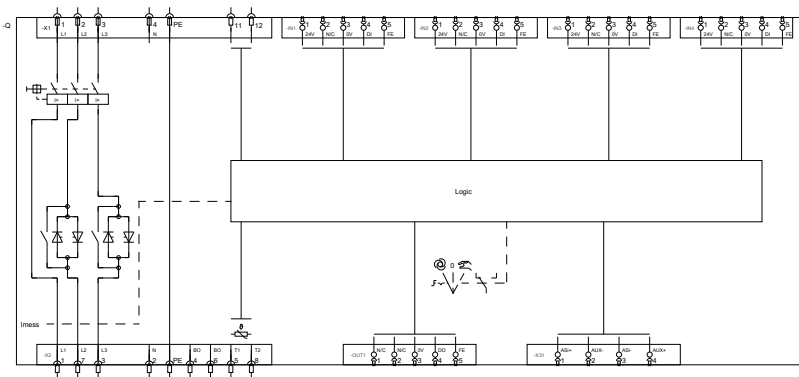 -Q
-X1 1 2 3 4 PE 11 12
L1 L2 L3 N
-IN1 1 2 3 4 5
24V N/C 0V DI FE
-IN2 1 2 3 4 5
24V N/C 0V DI FE
-IN3 1 2 3 4 5
24V N/C 0V DI FE
-IN4 1 2 3 4 5
24V N/C 0V DI FE
I> I> I>
Logic
0
Imess
ϑ
L1 L2 L3 N BO BO T1 T2
-X2 1 7 3 2 PE 4 6 5 8
N/C N/C 0V DO FE
-OUT1 1 2 3 4 5
ASi+ AUX- ASi- AUX+
-X31 1 2 3 4